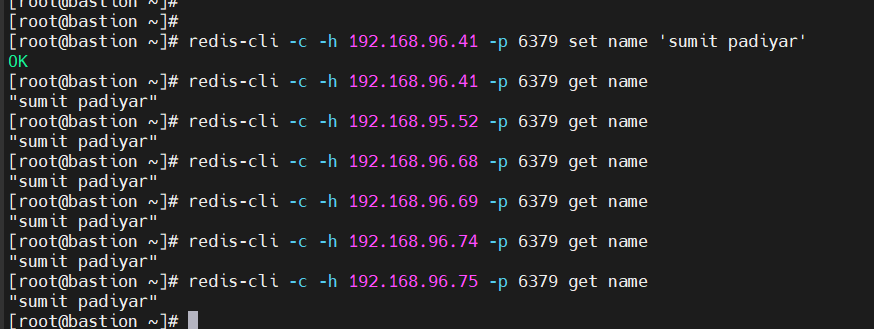 [root@bastion ~]#
[root@bastion ~]#
[root@bastion ~]# redis-cli -c -h 192.168.96.41 -p 6379 set name 'sumit padiyar'
OK
[root@bastion ~]# redis-cli -c -h 192.168.96.41 -p 6379 get name
"sumit padiyar"
[root@bastion ~]# redis-cli -c -h 192.168.95.52 -p 6379 get name
"sumit padiyar"
[root@bastion ~]# redis-cli -c -h 192.168.96.68 -p 6379 get name
"sumit padiyar"
[root@bastion ~]# redis-cli -c -h 192.168.96.69 -p 6379 get name
"sumit padiyar"
[root@bastion ~]# redis-cli -c -h 192.168.96.74 -p 6379 get name
"sumit padiyar"
[root@bastion ~]# redis-cli -c -h 192.168.96.75 -p 6379 get name
"sumit padiyar"
[root@bastion ~]#